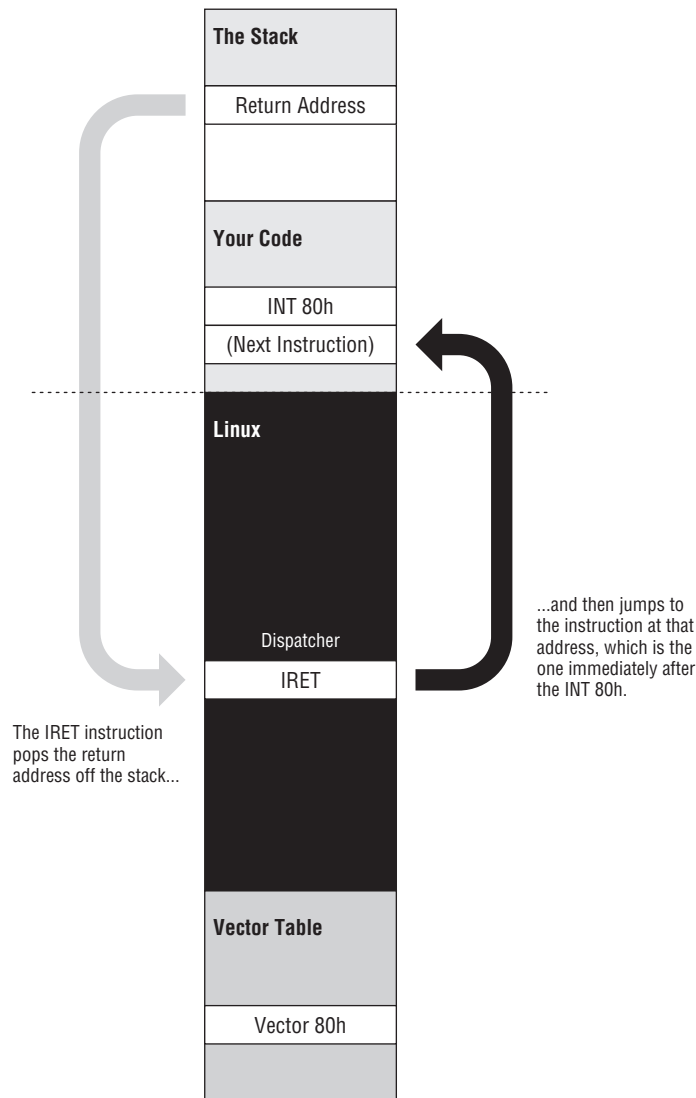 The Stack
Return Address
Your Code
INT 80h
(Next Instruction)
Linux
Dispatcher
IRET
...and then jumps to
the instruction at that
address, which is the
one immediately after
the INT 80h.
The IRET instruction
pops the return
address off the stack...
Vector Table
Vector 80h